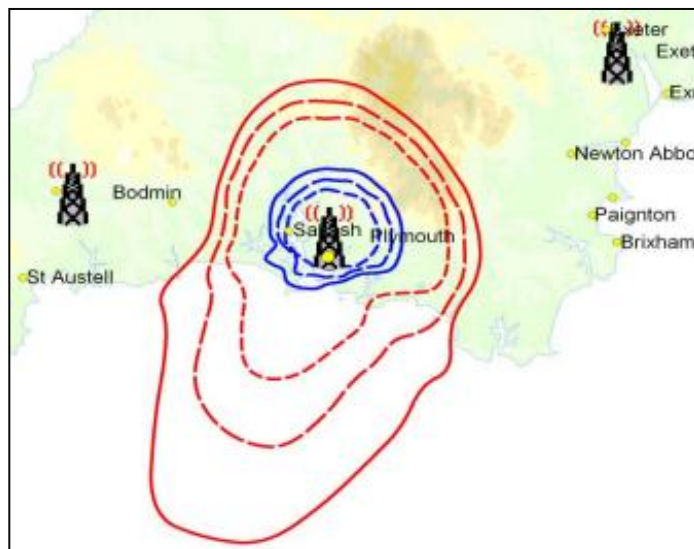 Exeter
Exet
Ex
Newton Abbo
Bodmin
Paignton
Plymouth
Brixham
St Austell